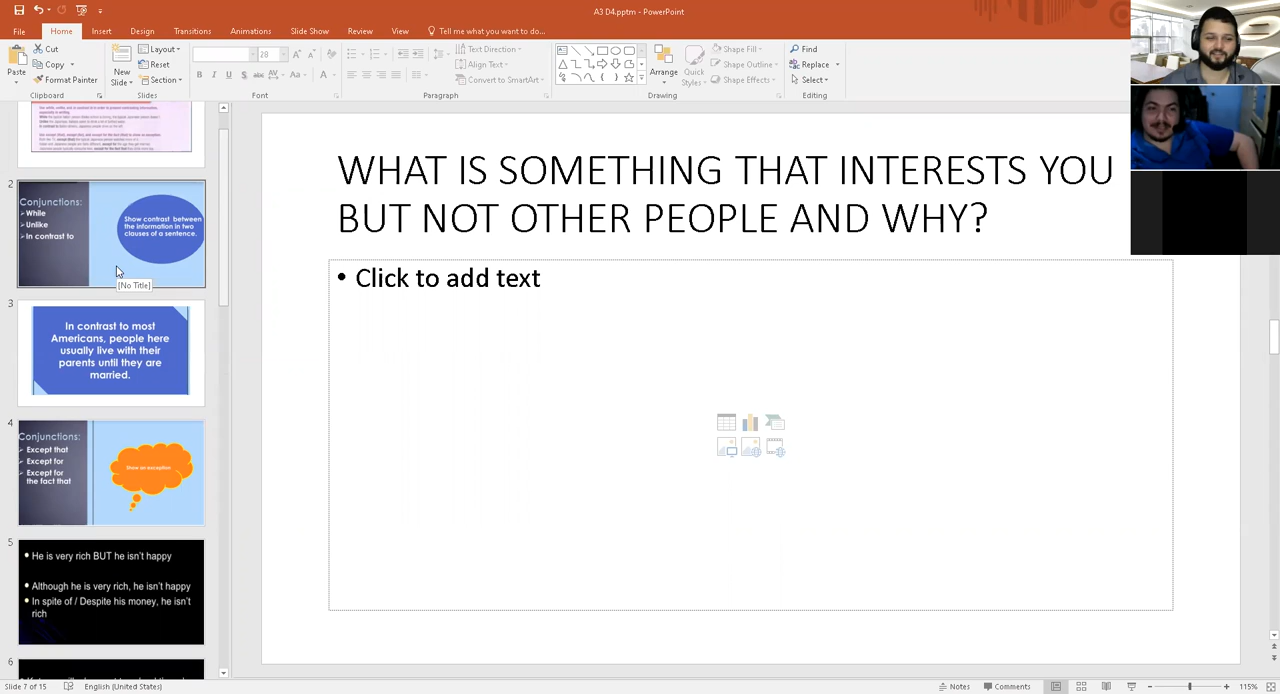 A3 D4.pptm - PowerPoint
File Home Insert Design Transitions Animations Slide Show Review View Tell me what you want to do...
Paste
Cut
Copy
Format Painter
Clipboard
New
Slide
Layout
Reset
Section
Slides
28
B I U S abc AV Aa A
Font
Text Direction
Align Text
Convert to SmartArt
Paragraph
Arrange
Quick
Styles
Shape Fill
Shape Outline
Shape Effects
Drawing
Find
Replace
Select
Editing
2
Conjunctions:
While
Unlike
In contrast to
Show contrast between
the information in two
clauses of a sentence.
[No Title]
3
In contrast to most
Americans, people here
usually live with their
parents until they are
married.
4
Conjunctions:
Except that
Except for
Except for
the fact that
Show an exception
5
• He is very rich BUT he isn't happy
• Although he is very rich, he isn't happy
• In spite of / Despite his money, he isn't
rich
6
WHAT IS SOMETHING THAT INTERESTS YOU
BUT NOT OTHER PEOPLE AND WHY?
• Click to add text
Slide 7 of 15 English (United States) Notes Comments 115%